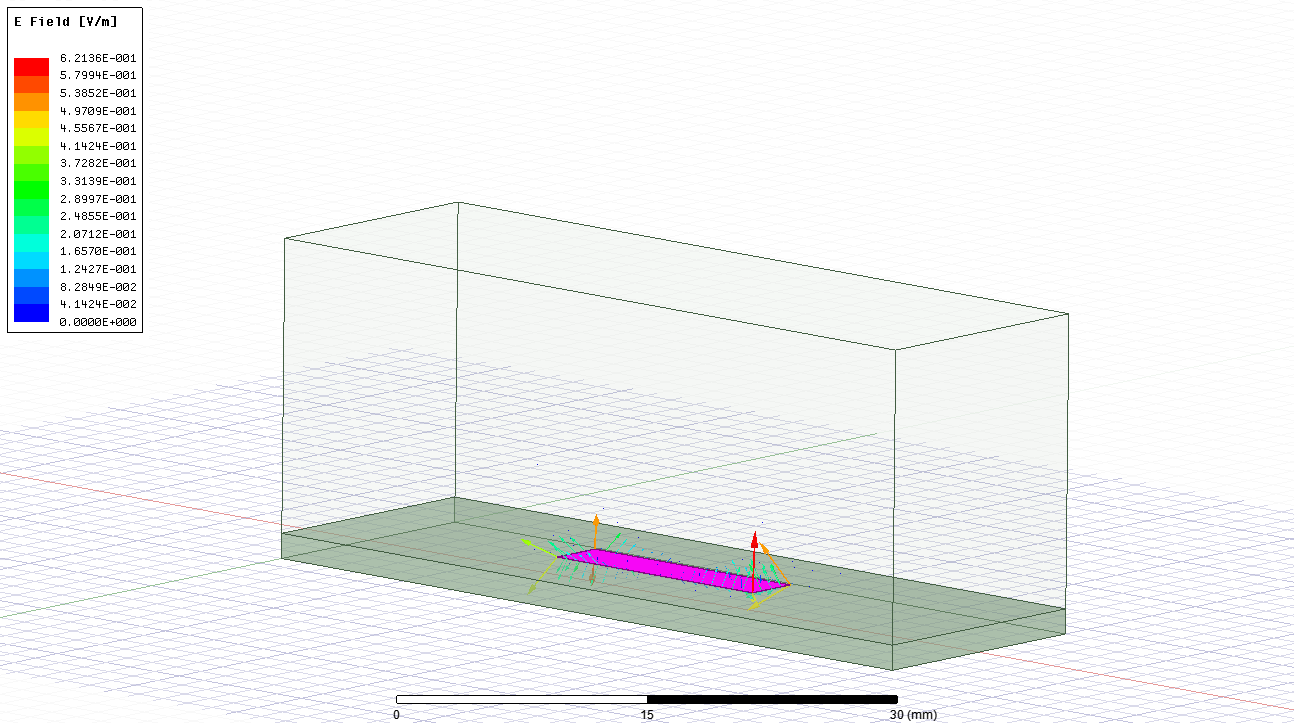 E Field [V/m]
6.2136E-001
5.7994E-001
5.3852E-001
4.9709E-001
4.5567E-001
4.1424E-001
3.7282E-001
3.3139E-001
2.8997E-001
2.4855E-001
2.0712E-001
1.6570E-001
1.2427E-001
8.2849E-002
4.1424E-002
0.0000E+000
0 15 30 (mm)